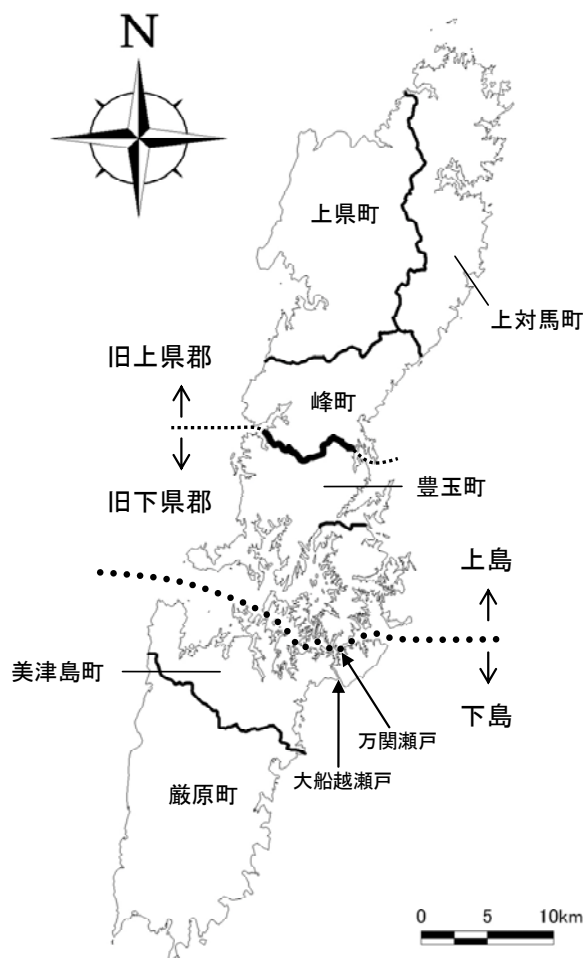 N
上県町
上対馬町
旧上県郡
峰町
旧下県郡
豊玉町
上島
美津島町
下島
万関瀬戸
大船越瀬戸
厳原町
0 5 10km